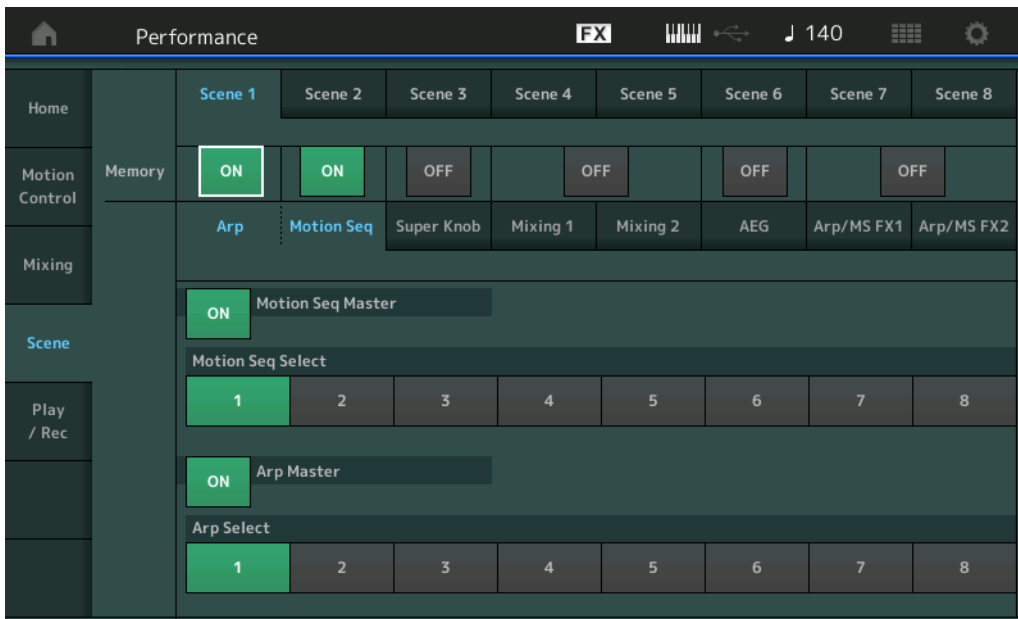 Performance FX 140
Home
Motion
Control
Mixing
Scene
Play
/ Rec
Scene 1 Scene 2 Scene 3 Scene 4 Scene 5 Scene 6 Scene 7 Scene 8
Memory ON ON OFF OFF OFF OFF
Arp Motion Seq Super Knob Mixing 1 Mixing 2 AEG Arp/MS FX1 Arp/MS FX2
ON Motion Seq Master
Motion Seq Select
1 2 3 4 5 6 7 8
ON Arp Master
Arp Select
1 2 3 4 5 6 7 8